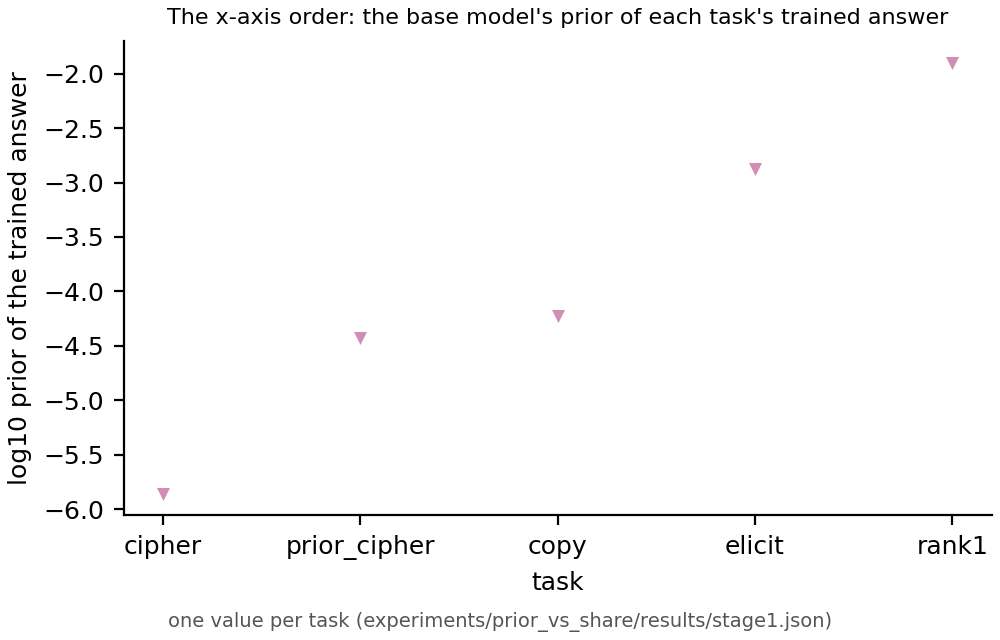 The x-axis order: the base model's prior of each task's trained answer
log10 prior of the trained answer
−2.0
−2.5
−3.0
−3.5
−4.0
−4.5
−5.0
−5.5
−6.0
cipher prior_cipher copy elicit rank1
task
one value per task (experiments/prior_vs_share/results/stage1.json)